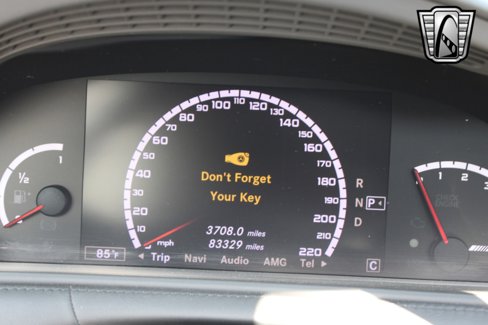 10 20 30 40 50 60 70 80 90 100 120 130 140 150 160 170 180 190 200 210 220
1
½
Don't Forget
Your Key
3708.0 miles
83329 miles
mph
85°F
Trip Navi Audio AMG Tel
R
N P
D
C
1 2 3
CHECK
ENGINE